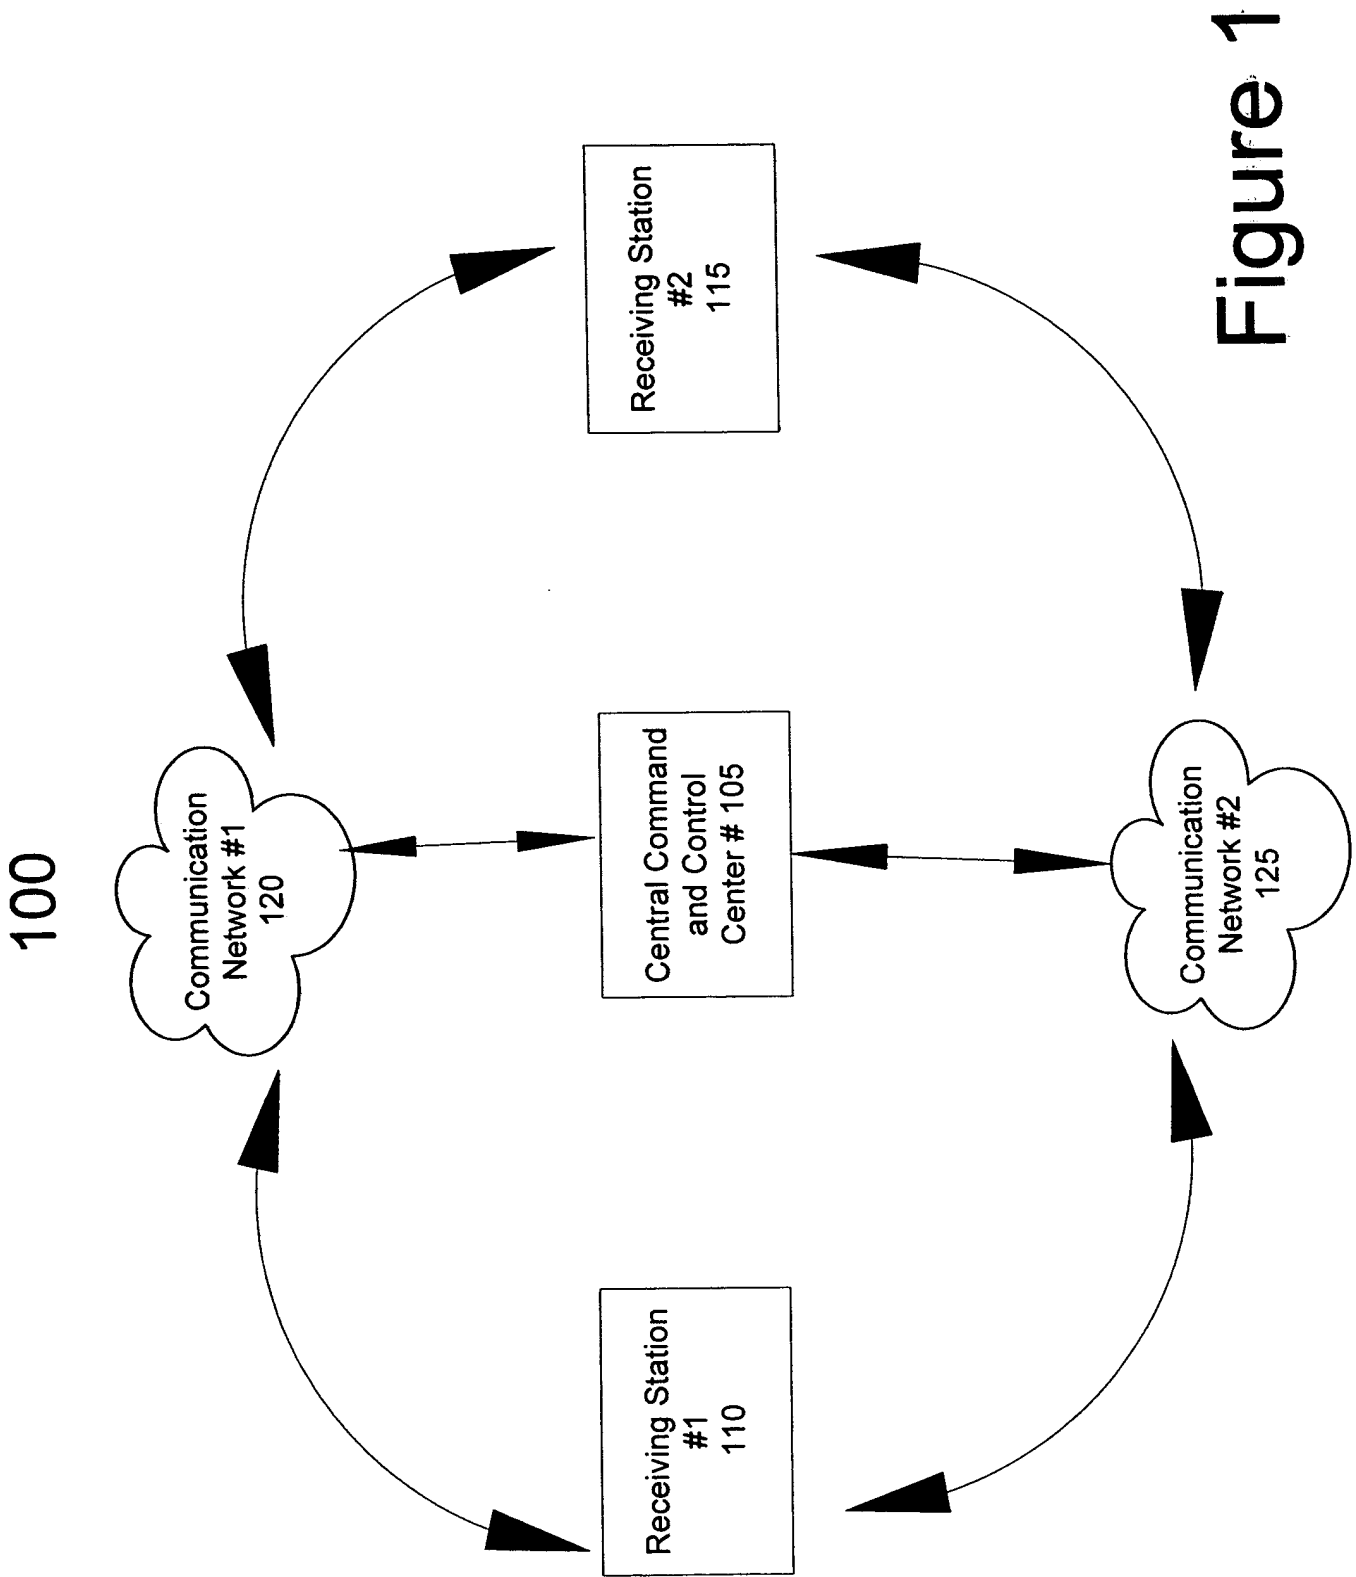 100
Communication
Network #1
120
Receiving Station
#1
110
Central Command
and Control
Center # 105
Receiving Station
#2
115
Communication
Network #2
125
Figure 1